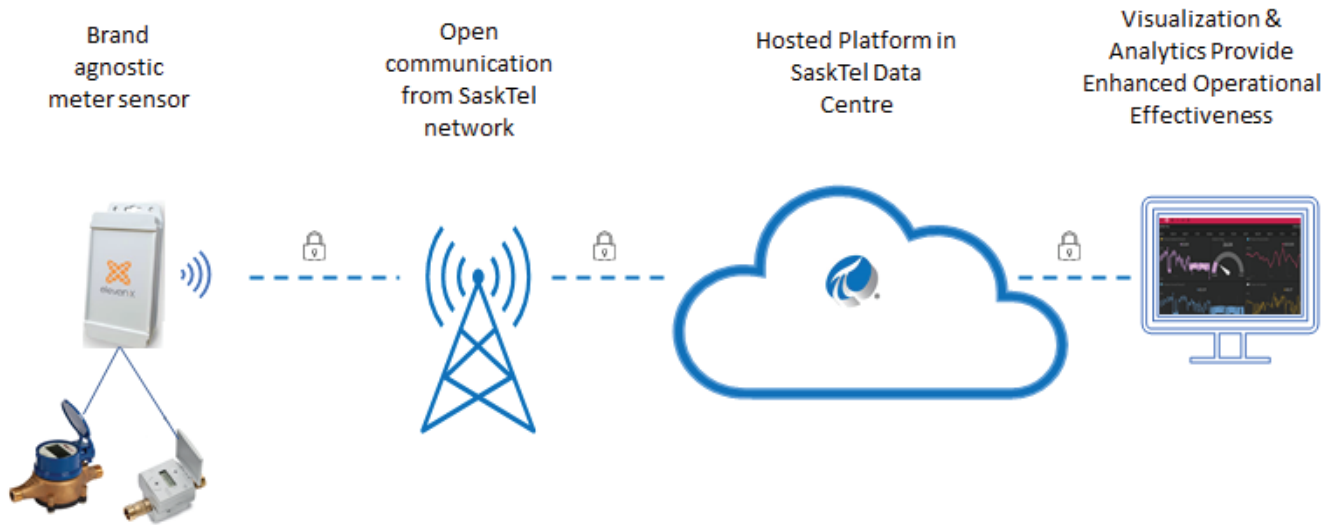 Brand
agnostic
meter sensor
Open
communication
from SaskTel
network
Hosted Platform in
SaskTel Data
Centre
Visualization &
Analytics Provide
Enhanced Operational
Effectiveness
eleven x